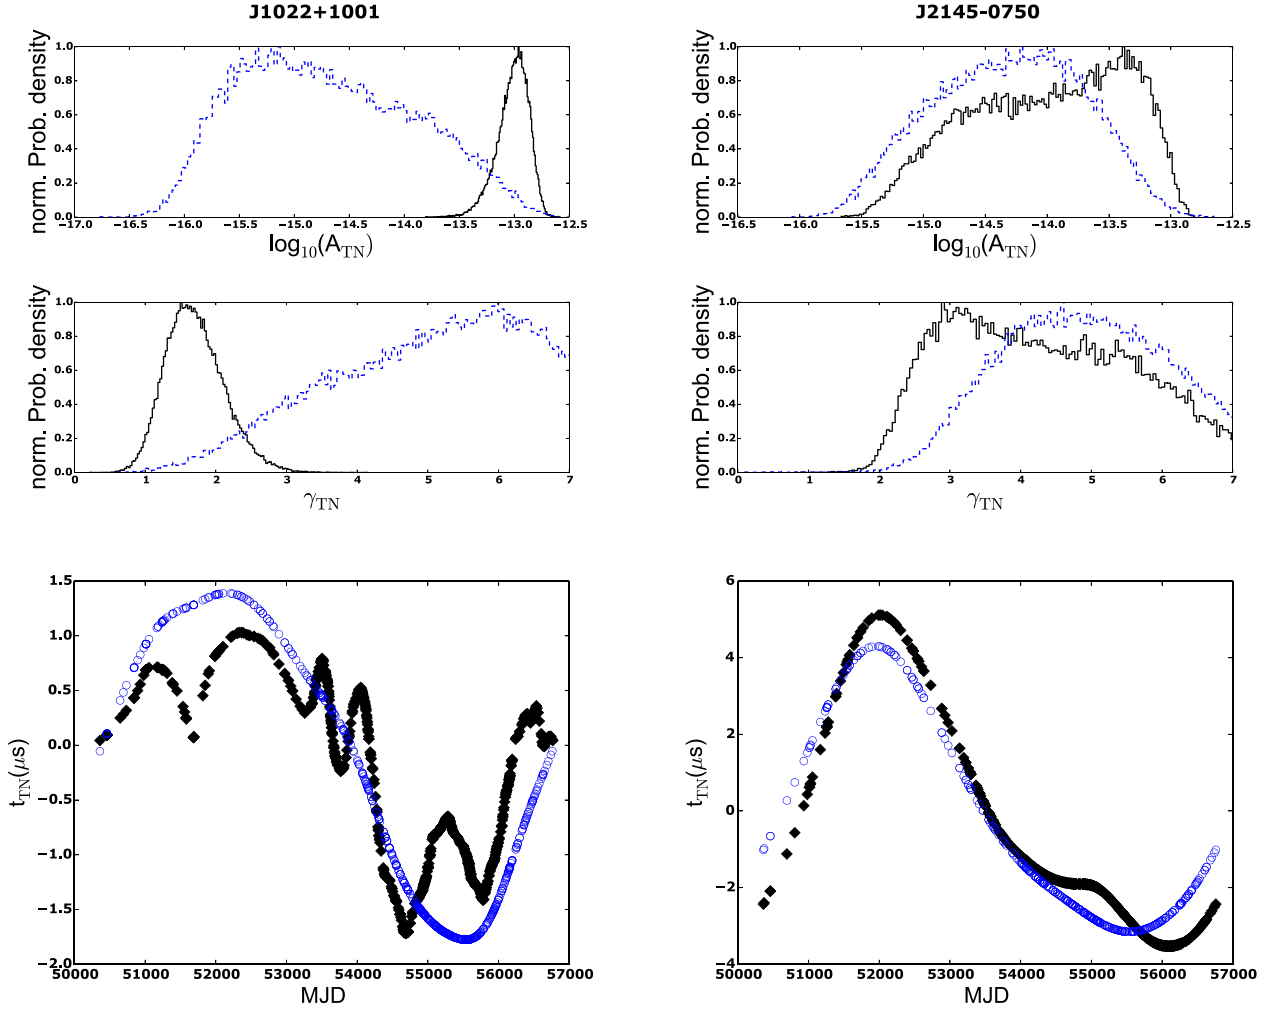 J1022+1001
J2145-0750
norm. Prob. density
1.0
0.8
0.6
0.4
0.2
0.0
−17.0 −16.5 −16.0 −15.5 −15.0 −14.5 −14.0 −13.5 −13.0 −12.5
log10(ATN)
norm. Prob. density
1.0
0.8
0.6
0.4
0.2
0.0
−16.5 −16.0 −15.5 −15.0 −14.5 −14.0 −13.5 −13.0 −12.5
log10(ATN)
norm. Prob. density
1.0
0.8
0.6
0.4
0.2
0.0
0 1 2 3 4 5 6 7
γTN
norm. Prob. density
1.0
0.8
0.6
0.4
0.2
0.0
0 1 2 3 4 5 6 7
γTN
tTN(μs)
1.5
1.0
0.5
0.0
−0.5
−1.0
−1.5
−2.0
50000 51000 52000 53000 54000 55000 56000 57000
MJD
tTN(μs)
6
4
2
0
−2
−4
50000 51000 52000 53000 54000 55000 56000 57000
MJD